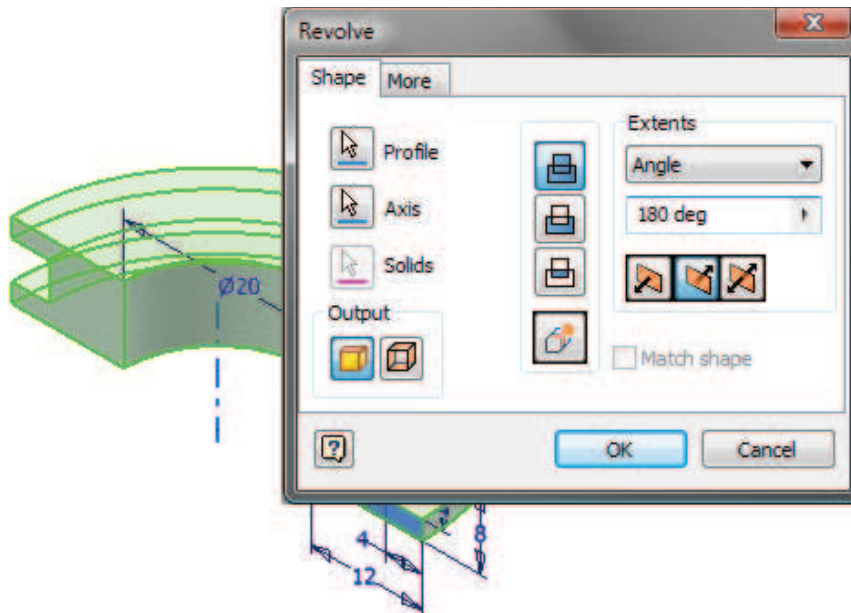 Revolve
Shape
More
Profile
Axis
Solids
Output
Extents
Angle
180 deg
Match shape
?
OK
Cancel
Ø20
4
8
12